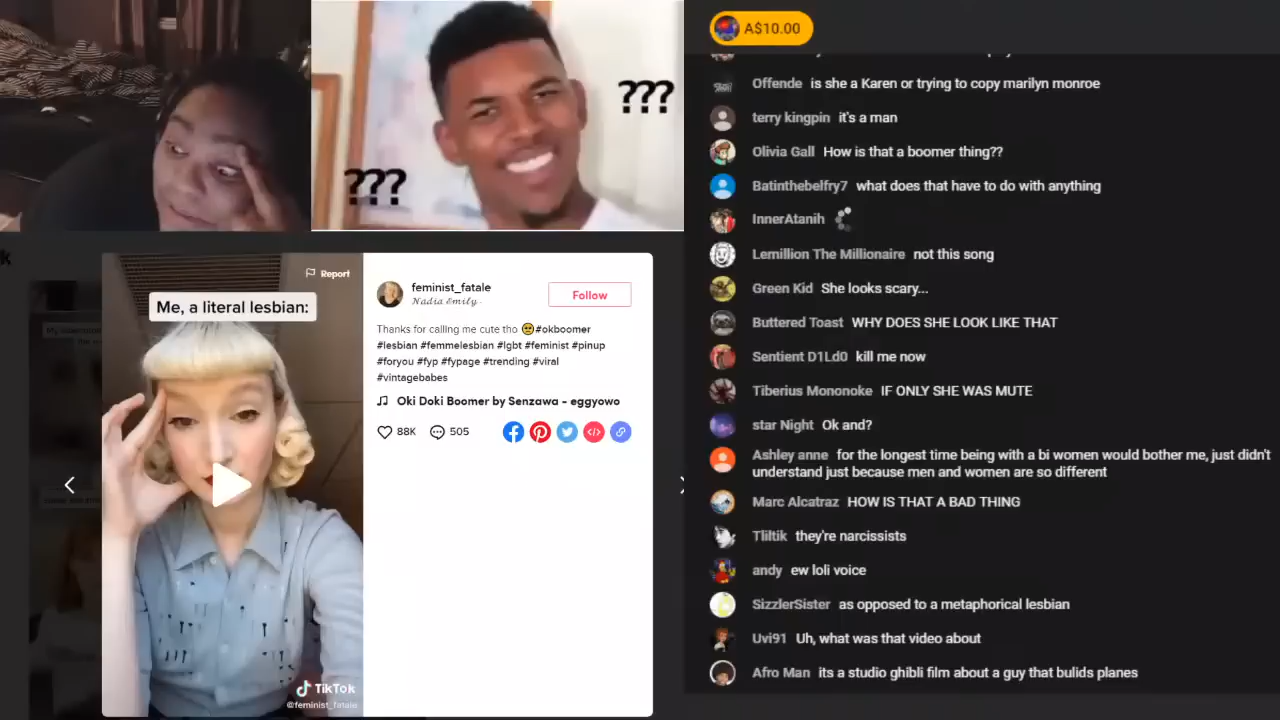 A$10.00
???
???
Offende is she a Karen or trying to copy marilyn monroe
terry kingpin it's a man
Olivia Gall How is that a boomer thing??
Batinthebelfry7 what does that have to do with anything
InnerAtanih
Lemillion The Millionaire not this song
Green Kid She looks scary...
Buttered Toast WHY DOES SHE LOOK LIKE THAT
Sentient D1Ld0 kill me now
Tiberius Mononoke IF ONLY SHE WAS MUTE
star Night Ok and?
Ashley anne for the longest time being with a bi women would bother me, just didn't
understand just because men and women are so different
Marc Alcatraz HOW IS THAT A BAD THING
Tliltik they're narcissists
andy ew loli voice
SizzlerSister as opposed to a metaphorical lesbian
Uvi91 Uh, what was that video about
Afro Man its a studio ghibli film about a guy that bulids planes
k
Report
Me, a literal lesbian:
TikTok
@feminist_fatale
feminist_fatale
Nadia Emily
Follow
Thanks for calling me cute tho 🥺#okboomer
#lesbian #femmelesbian #lgbt #feminist #pinup
#foryou #fyp #fypage #trending #viral
#vintagebabes
Oki Doki Boomer by Senzawa - eggyowo
88K
505